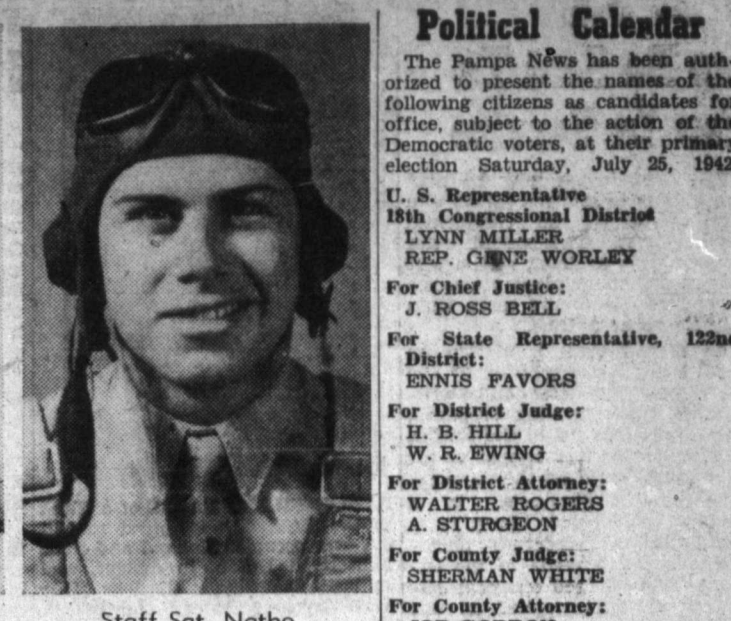 Political Calendar
The Pampa News has been auth-
orized to present the names of the
following citizens as candidates for
office, subject to the action of the
Democratic voters, at their primary
election Saturday, July 25, 1942
U. S. Representative
18th Congressional District
LYNN MILLER
REP. GENE WORLEY
For Chief Justice:
J. ROSS BELL
For State Representative, 122nd
District:
ENNIS FAVORS
For District Judge:
H. B. HILL
W. R. EWING
For District Attorney:
WALTER ROGERS
A. STURGEON
For County Judge:
SHERMAN WHITE
For County Attorney:
Staff Sgt.